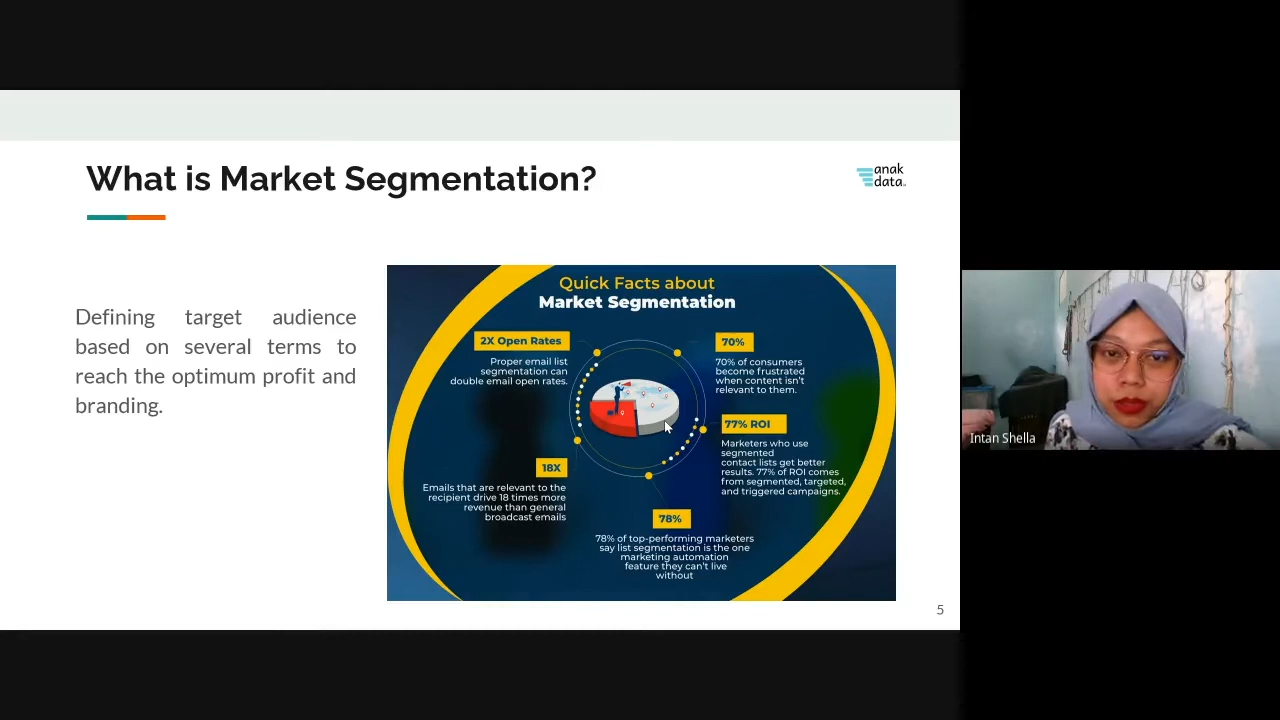 What is Market Segmentation?
anak
data
Defining target audience
based on several terms to
reach the optimum profit and
branding.
Quick Facts about
Market Segmentation
2X Open Rates
Proper email list
segmentation can
double email open rates.
70%
70% of consumers
become frustrated
when content isn't
relevant to them.
77% ROI
Marketers who use
segmented
contact lists get better
results. 77% of ROI comes
from segmented, targeted,
and triggered campaigns.
18X
Emails that are relevant to the
recipient drive 18 times more
revenue than general
broadcast emails
78%
78% of top-performing marketers
say list segmentation is the one
marketing automation
feature they can't live
without
5
Intan Shella